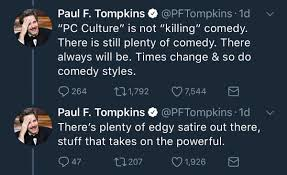 Paul F. Tompkins @PFTompkins · 1d
“PC Culture” is not “killing” comedy.
There is still plenty of comedy. There
always will be. Times change & so do
comedy styles.
264 1,792 7,544
Paul F. Tompkins @PFTompkins · 1d
There’s plenty of edgy satire out there,
stuff that takes on the powerful.
47 207 1,926